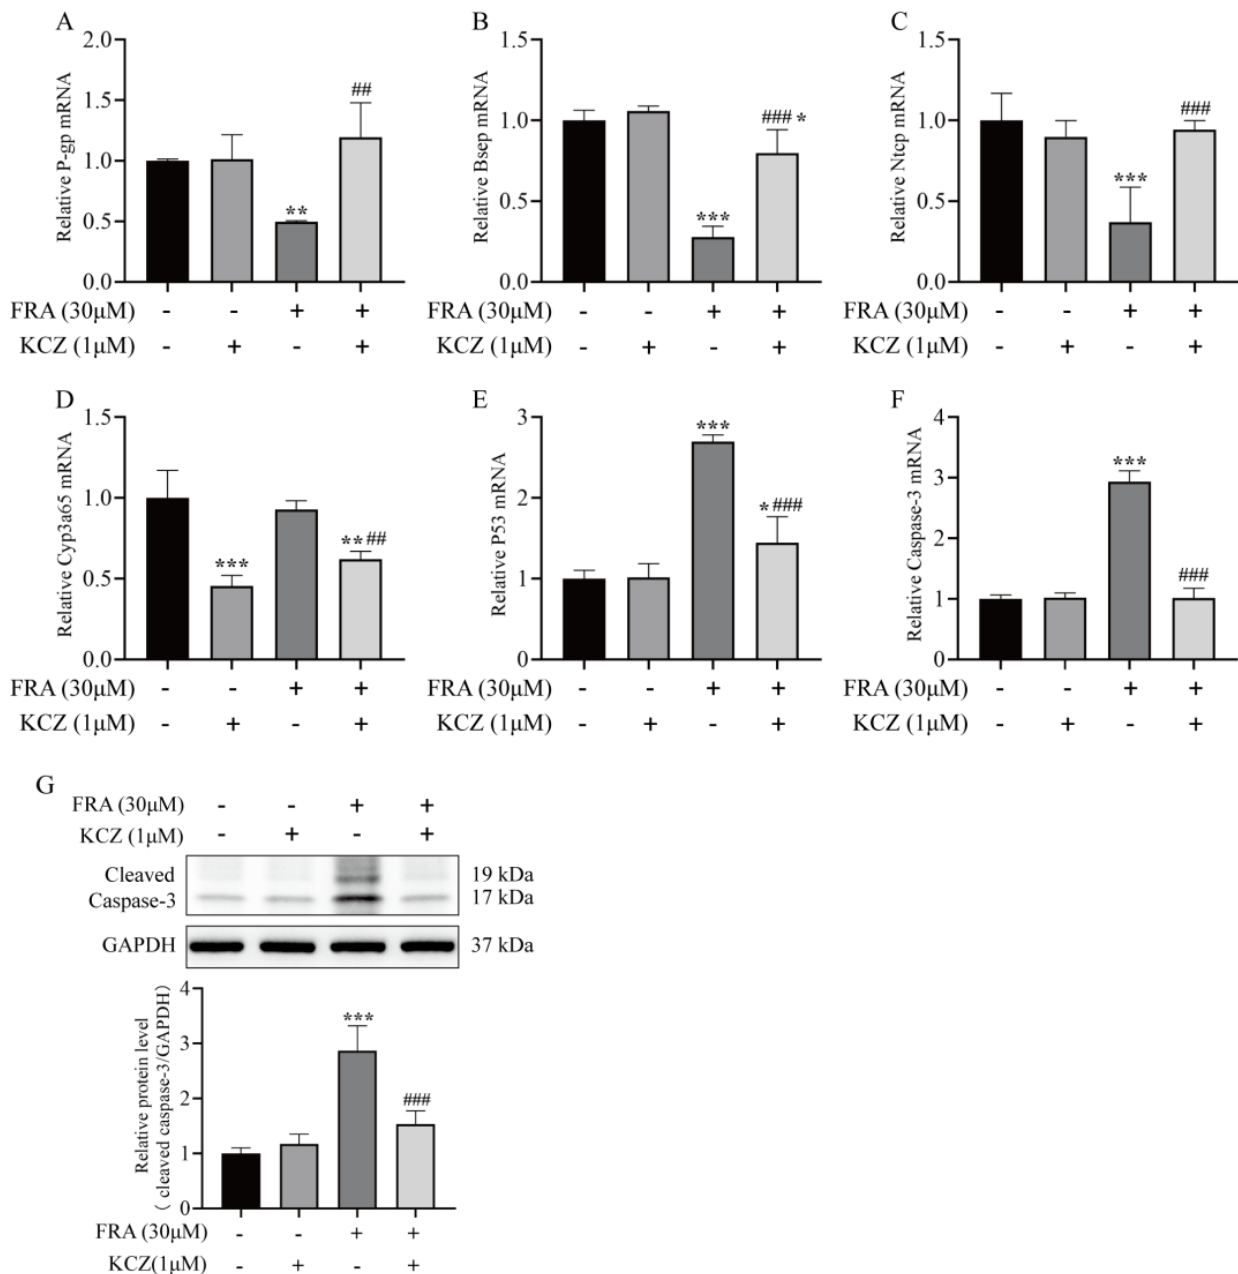 A
Relative P-gp mRNA
2.0
1.5
1.0
0.5
0.0
**
##
FRA (30μM) - - + +
KCZ (1μM) - + - +
B
Relative Bsep mRNA
1.5
1.0
0.5
0.0
***
### *
FRA (30μM) - - + +
KCZ (1μM) - + - +
C
Relative Ntcp mRNA
1.5
1.0
0.5
0.0
***
###
FRA (30μM) - - + +
KCZ (1μM) - + - +
D
Relative Cyp3a65 mRNA
1.5
1.0
0.5
0.0
***
**##
FRA (30μM) - - + +
KCZ (1μM) - + - +
E
Relative P53 mRNA
3
2
1
0
***
*###
FRA (30μM) - - + +
KCZ (1μM) - + - +
F
Relative Caspase-3 mRNA
4
3
2
1
0
***
###
FRA (30μM) - - + +
KCZ (1μM) - + - +
G
FRA (30μM) - - + +
KCZ (1μM) - + - +
Cleaved 19 kDa
Caspase-3 17 kDa
GAPDH 37 kDa
Relative protein level
( cleaved caspase-3/GAPDH)
4
3
2
1
0
***
###
FRA (30μM) - - + +
KCZ(1μM) - + - +